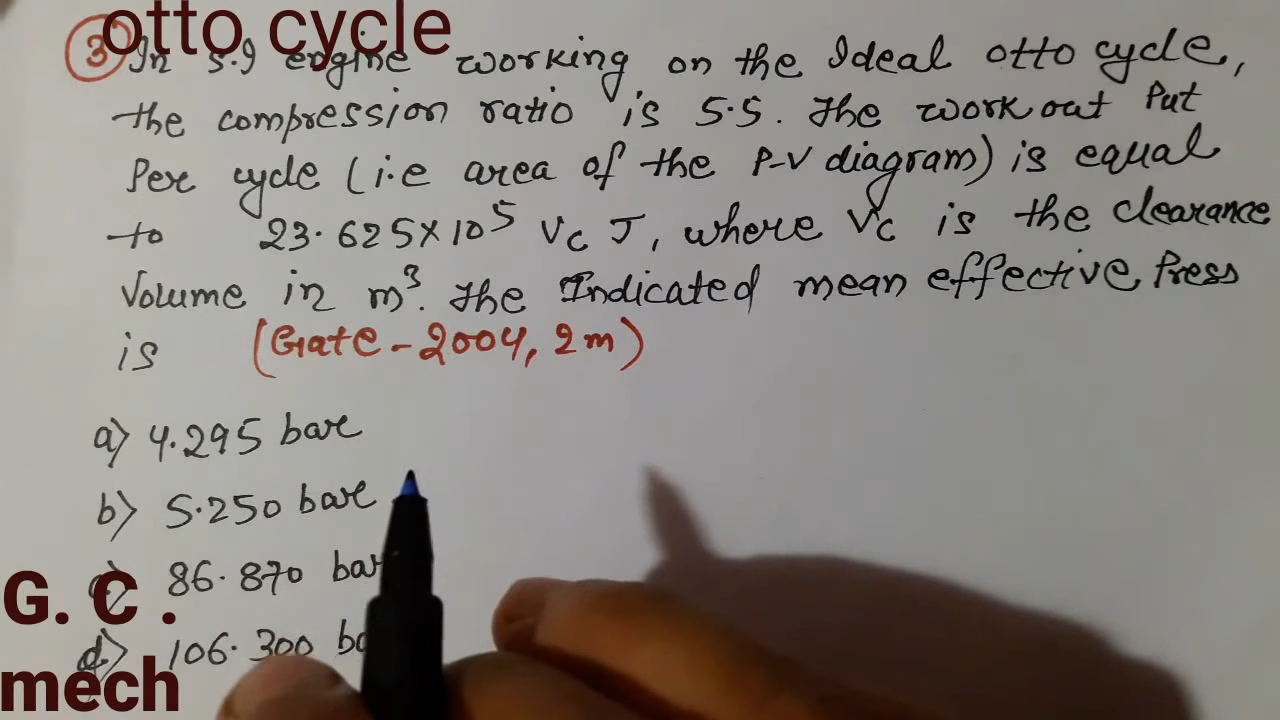 otto cycle
3 In S.I engine working on the Ideal otto cycle,
the compression ratio is 5.5. The work out Put
Per cycle (i.e area of the P-V diagram) is equal
to 23.625×10⁵ Vc J, where Vc is the clearance
Volume in m³. The Indicated mean effective Press
is (Gate - 2004, 2m)
a) 4.295 bar
b) 5.250 bar
86.870 bar
d) 106.300
G. C .
mech